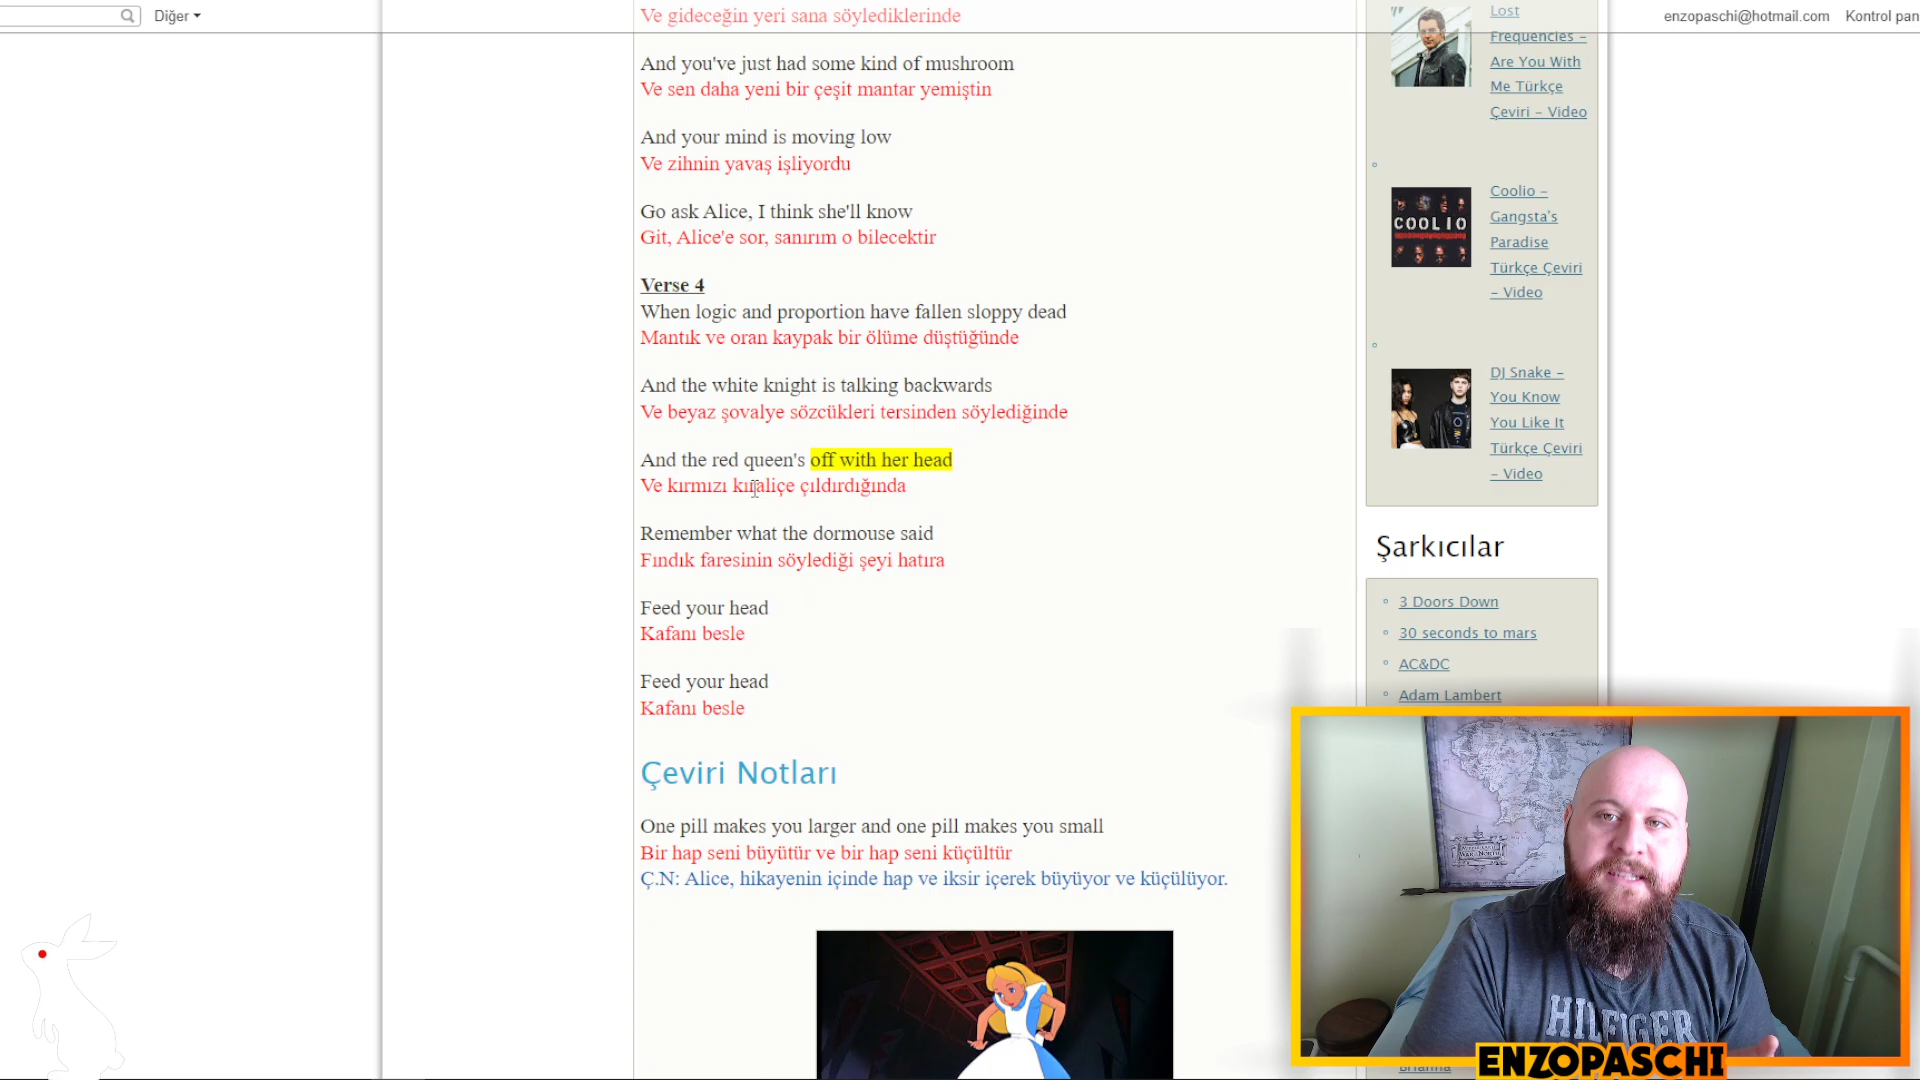 Diğer
enzopaschi@hotmail.com Kontrol pan
Ve gideceğin yeri sana söylediklerinde
And you've just had some kind of mushroom
Ve sen daha yeni bir çeşit mantar yemiştin
And your mind is moving low
Ve zihnin yavaş işliyordu
Go ask Alice, I think she'll know
Git, Alice'e sor, sanırım o bilecektir
Verse 4
When logic and proportion have fallen sloppy dead
Mantık ve oran kaypak bir ölüme düştüğünde
And the white knight is talking backwards
Ve beyaz şovalye sözcükleri tersinden söylediğinde
And the red queen's off with her head
Ve kırmızı kıraliçe çıldırdığında
Remember what the dormouse said
Fındık faresinin söylediği şeyi hatıra
Feed your head
Kafanı besle
Feed your head
Kafanı besle
Çeviri Notları
One pill makes you larger and one pill makes you small
Bir hap seni büyütür ve bir hap seni küçültür
Ç.N: Alice, hikayenin içinde hap ve iksir içerek büyüyor ve küçülüyor.
Lost
Frequencies –
Are You With
Me Türkçe
Çeviri – Video
COOLIO
Coolio –
Gangsta's
Paradise
Türkçe Çeviri
– Video
DJ Snake –
You Know
You Like It
Türkçe Çeviri
– Video
Şarkıcılar
3 Doors Down
30 seconds to mars
AC&DC
Adam Lambert
HILFIGER
ENZOPASCHI